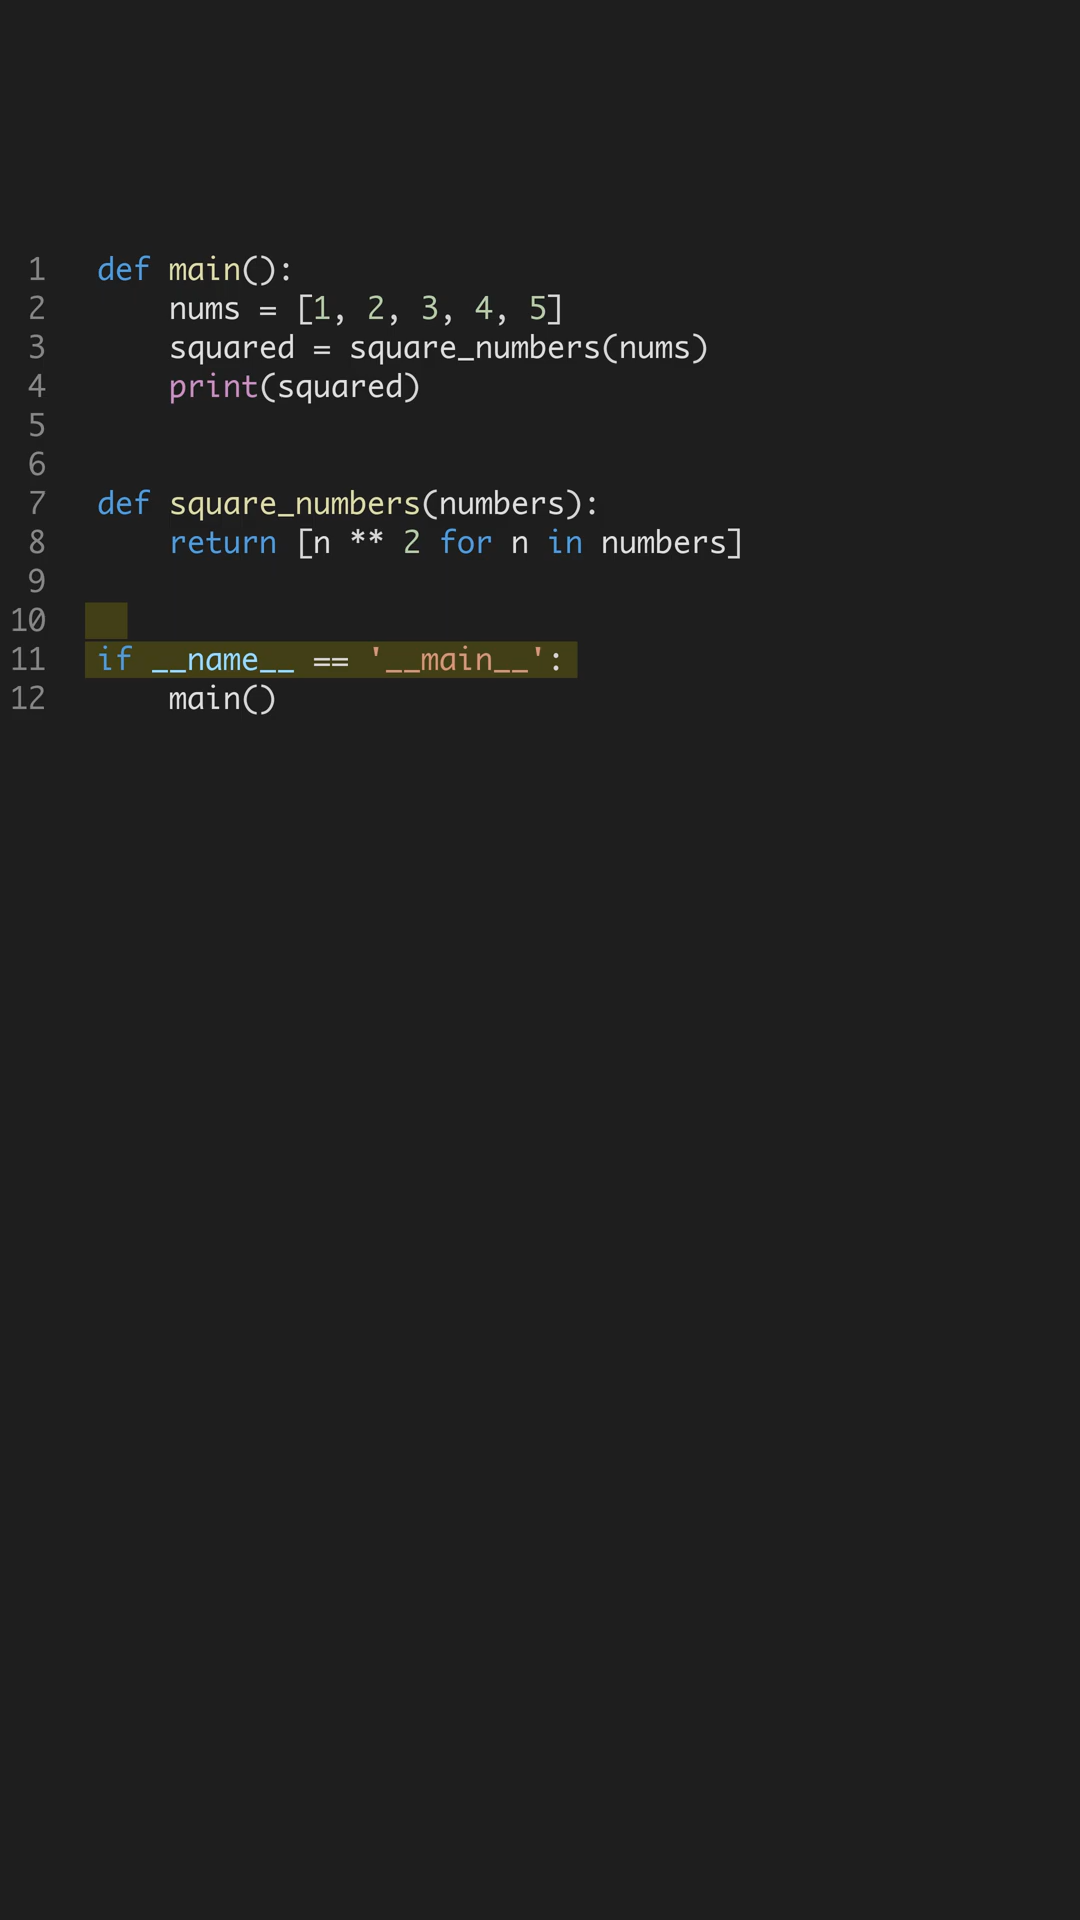 1 def main():
2     nums = [1, 2, 3, 4, 5]
3     squared = square_numbers(nums)
4     print(squared)
5
6
7 def square_numbers(numbers):
8     return [n ** 2 for n in numbers]
9
10
11 if __name__ == '__main__':
12     main()